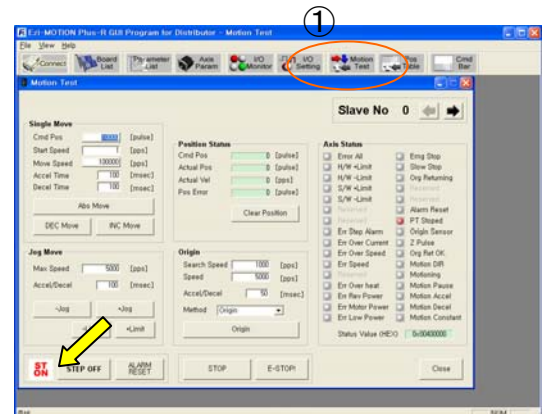 ①
Ezi-MOTION Plus-R GUI Program for Distributor - Motion Test
File View Help
Connect Board List Parameter List Axis Param I/O Monitor I/O Setting Motion Test Pos Table Cmd Bar
Motion Test
Slave No 0
Single Move
Cmd Pos [pulse]
Start Speed 1 [pps]
Move Speed 100000 [pps]
Accel Time 100 [msec]
Decel Time 100 [msec]
Abs Move
DEC Move INC Move
Jog Move
Max Speed 5000 [pps]
Accel/Decel 100 [msec]
-Jog +Jog
+Limit
Position Status
Cmd Pos 0 [pulse]
Actual Pos 0 [pulse]
Actual Vel 0 [pps]
Pos Error 0 [pulse]
Clear Position
Origin
Search Speed 1000 [pps]
Speed 5000 [pps]
Accel/Decel 50 [msec]
Method Origin
Origin
Axis Status
Error All
H/W +Limit
H/W -Limit
S/W +Limit
S/W -Limit
Reserved
Reserved
Err Step Alarm
Err Over Current
Err Over Speed
Err Speed
Reserved
Err Over heat
Err Rev Power
Err Motor Power
Err Low Power
Emg Stop
Slow Stop
Org Returning
Reserved
Reserved
Alarm Reset
PT Stoped
Origin Sensor
Z Pulse
Org Ret OK
Motion DIR
Motioning
Motion Pause
Motion Accel
Motion Decel
Motion Constant
Status Value (HEX) 0x00400000
ST ON STEP OFF ALARM RESET STOP E-STOP! Close
NUM